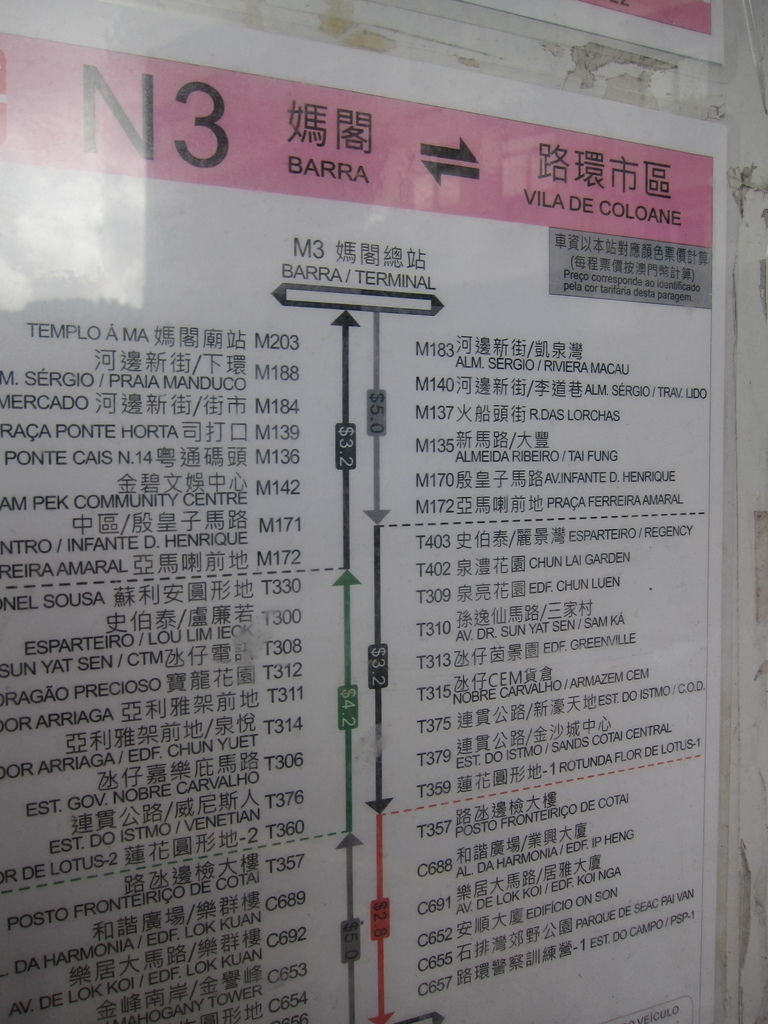 N3
媽閣
BARRA
路環市區
VILA DE COLOANE
車資以本站對應顏色票價計算
(每程票價按澳門幣計算)
Preço corresponde ao identificado
pela cor tarifária desta paragem.
M3 媽閣總站
BARRA / TERMINAL
TEMPLO Á MA 媽閣廟站 M203
河邊新街/下環 M188
M. SÉRGIO / PRAIA MANDUCO
MERCADO 河邊新街/街市 M184
RAÇA PONTE HORTA 司打口 M139
PONTE CAIS N.14 粵通碼頭 M136
金碧文娛中心 M142
AM PEK COMMUNITY CENTRE
中區/殷皇子馬路 M171
NTRO / INFANTE D. HENRIQUE
REIRA AMARAL 亞馬喇前地 M172
ONEL SOUSA 蘇利安圓形地 T330
史伯泰/盧廉若 T300
ESPARTEIRO / LOU LIM IEOK
SUN YAT SEN / CTM 氹仔電訊 T308
DRAGÃO PRECIOSO 寶龍花園 T312
DOR ARRIAGA 亞利雅架前地 T311
亞利雅架前地/泉悅 T314
DOR ARRIAGA / EDF. CHUN YUET
氹仔嘉樂庇馬路 T306
EST. GOV. NOBRE CARVALHO
連貫公路/威尼斯人 T376
EST. DO ISTMO / VENETIAN
OR DE LOTUS-2 蓮花圓形地-2 T360
路氹邊檢大樓 T357
POSTO FRONTEIRIÇO DE COTAI
和諧廣場/樂群樓 C689
L. DA HARMONIA / EDF. LOK KUAN
樂居大馬路/樂群樓 C692
AV. DE LOK KOI / EDF. LOK KUAN
金峰南岸/金譽峰 C653
MAHOGANY TOWER
圓形地 C654
C656
$3.2
$4.2
$5.0
$5.0
$3.2
$2.8
M183 河邊新街/凱泉灣
ALM. SÉRGIO / RIVIERA MACAU
M140 河邊新街/李道巷 ALM. SÉRGIO / TRAV. LIDO
M137 火船頭街 R.DAS LORCHAS
M135 新馬路/大豐
ALMEIDA RIBEIRO / TAI FUNG
M170 殷皇子馬路 AV.INFANTE D. HENRIQUE
M172 亞馬喇前地 PRAÇA FERREIRA AMARAL
T403 史伯泰/麗景灣 ESPARTEIRO / REGENCY
T402 泉澧花園 CHUN LAI GARDEN
T309 泉亮花園 EDF. CHUN LUEN
T310 孫逸仙馬路/三家村
AV. DR. SUN YAT SEN / SAM KÁ
T313 氹仔茵景園 EDF. GREENVILLE
T315 氹仔CEM貨倉
NOBRE CARVALHO / ARMAZEM CEM
T375 連貫公路/新濠天地 EST. DO ISTMO / C.O.D.
T379 連貫公路/金沙城中心
EST. DO ISTMO / SANDS COTAI CENTRAL
T359 蓮花圓形地-1 ROTUNDA FLOR DE LOTUS-1
T357 路氹邊檢大樓
POSTO FRONTEIRIÇO DE COTAI
C688 和諧廣場/業興大廈
AL. DA HARMONIA / EDF. IP HENG
C691 樂居大馬路/居雅大廈
AV. DE LOK KOI / EDF. KOI NGA
C652 安順大廈 EDIFÍCIO ON SON
C655 石排灣郊野公園 PARQUE DE SEAC PAI VAN
C657 路環警察訓練營-1 EST. DO CAMPO / PSP-1
VEÍCULO